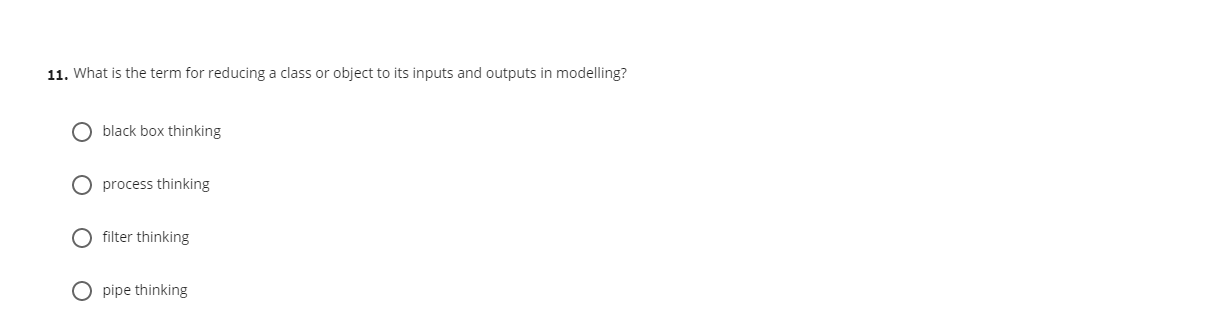 11. What is the term for reducing a class or object to its inputs and outputs in modelling?
black box thinking
process thinking
filter thinking
pipe thinking